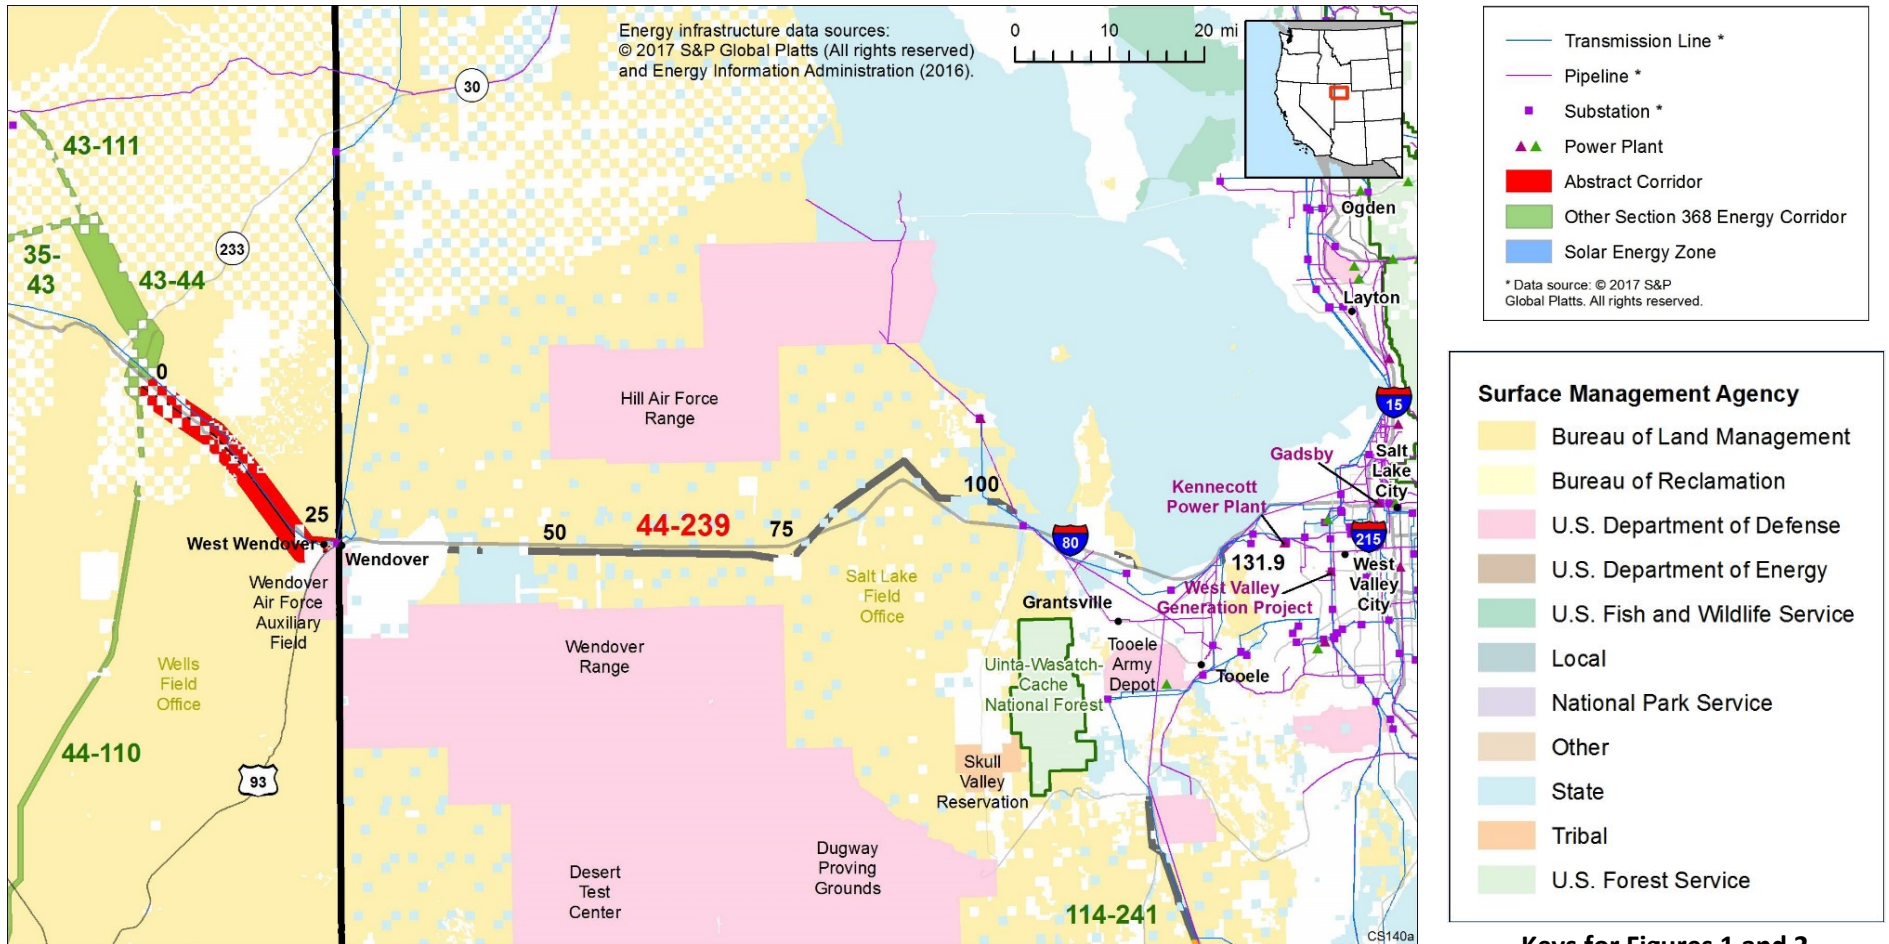 Energy infrastructure data sources:
© 2017 S&P Global Platts (All rights reserved)
and Energy Information Administration (2016).
0 10 20 mi
30
43-111
233
35-
43
43-44
0
Ogden
Layton
15
Hill Air Force
Range
Gadsby
Salt
Lake
City
Kennecott
Power Plant
100
25
50
44-239
75
80
215
West Wendover
Wendover
131.9
West
Valley
City
West Valley
Generation Project
Wendover
Air Force
Auxiliary
Field
Salt Lake
Field
Office
Grantsville
Wells
Field
Office
Wendover
Range
Uinta-Wasatch-
Cache
National Forest
Tooele
Army
Depot
Tooele
44-110
93
Skull
Valley
Reservation
Desert
Test
Center
Dugway
Proving
Grounds
114-241
CS140a
Transmission Line *
Pipeline *
Substation *
Power Plant
Abstract Corridor
Other Section 368 Energy Corridor
Solar Energy Zone
* Data source: © 2017 S&P
Global Platts. All rights reserved.
Surface Management Agency
Bureau of Land Management
Bureau of Reclamation
U.S. Department of Defense
U.S. Department of Energy
U.S. Fish and Wildlife Service
Local
National Park Service
Other
State
Tribal
U.S. Forest Service
Keys for Figures 1 and 2